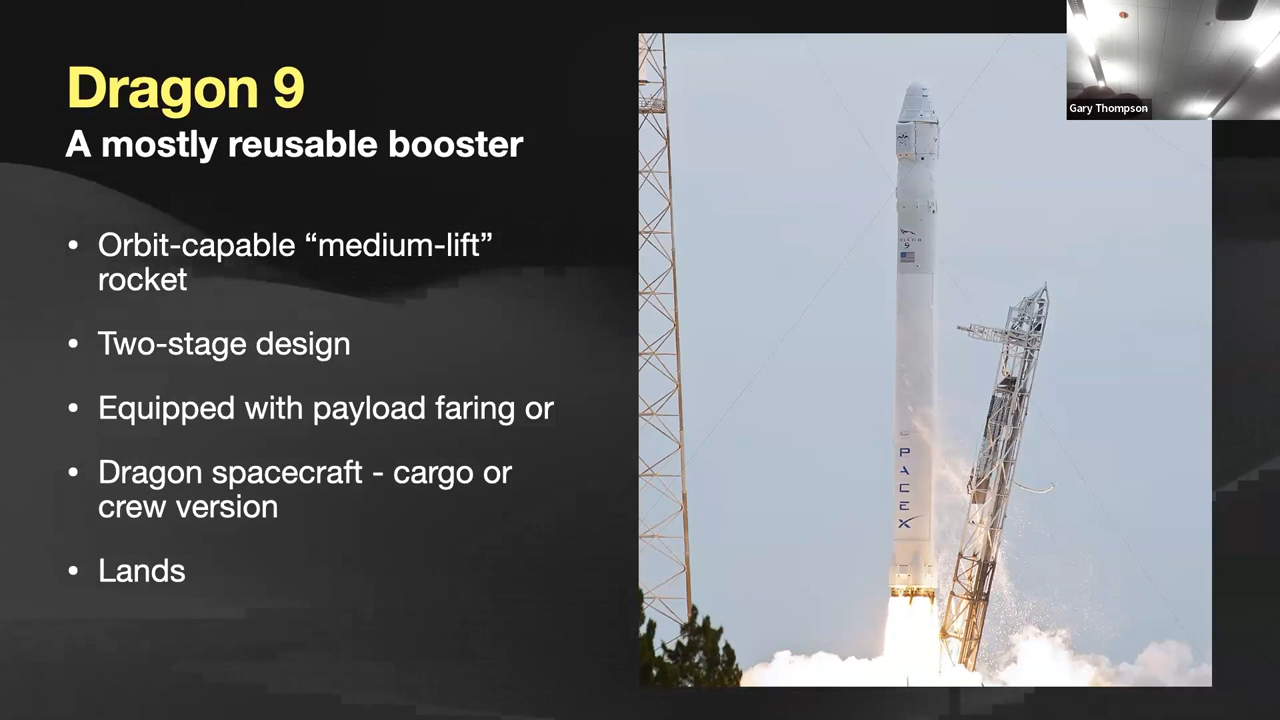 Dragon 9
A mostly reusable booster
• Orbit-capable “medium-lift”
rocket
• Two-stage design
• Equipped with payload faring or
• Dragon spacecraft - cargo or
crew version
• Lands
Gary Thompson
9
SPACEX